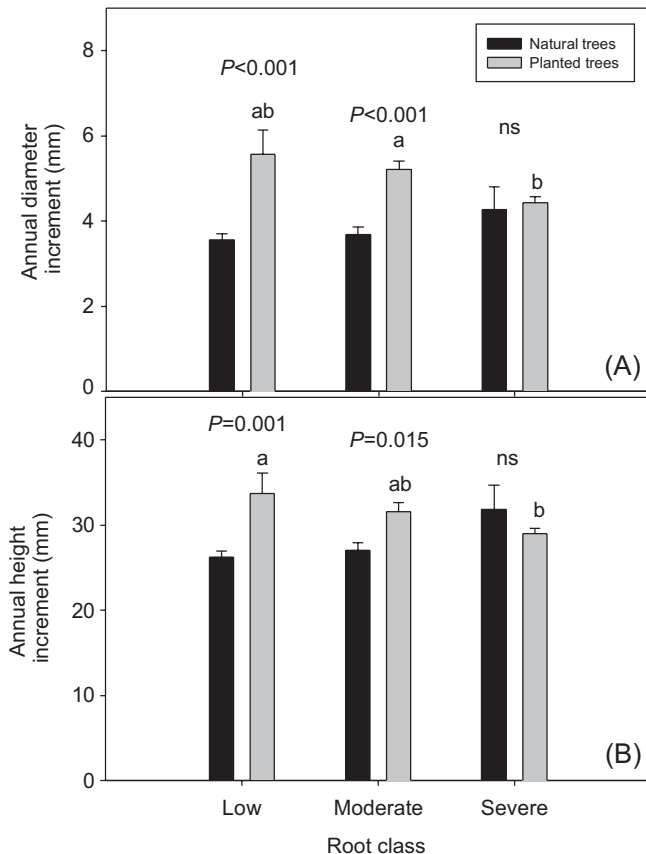 Natural trees
Planted trees
P<0.001
ab
P<0.001
a
ns
b
8
6
4
2
0
Annual diameter
increment (mm)
(A)
P=0.001
a
P=0.015
ab
ns
b
40
30
20
10
0
Annual height
increment (mm)
(B)
Low Moderate Severe
Root class